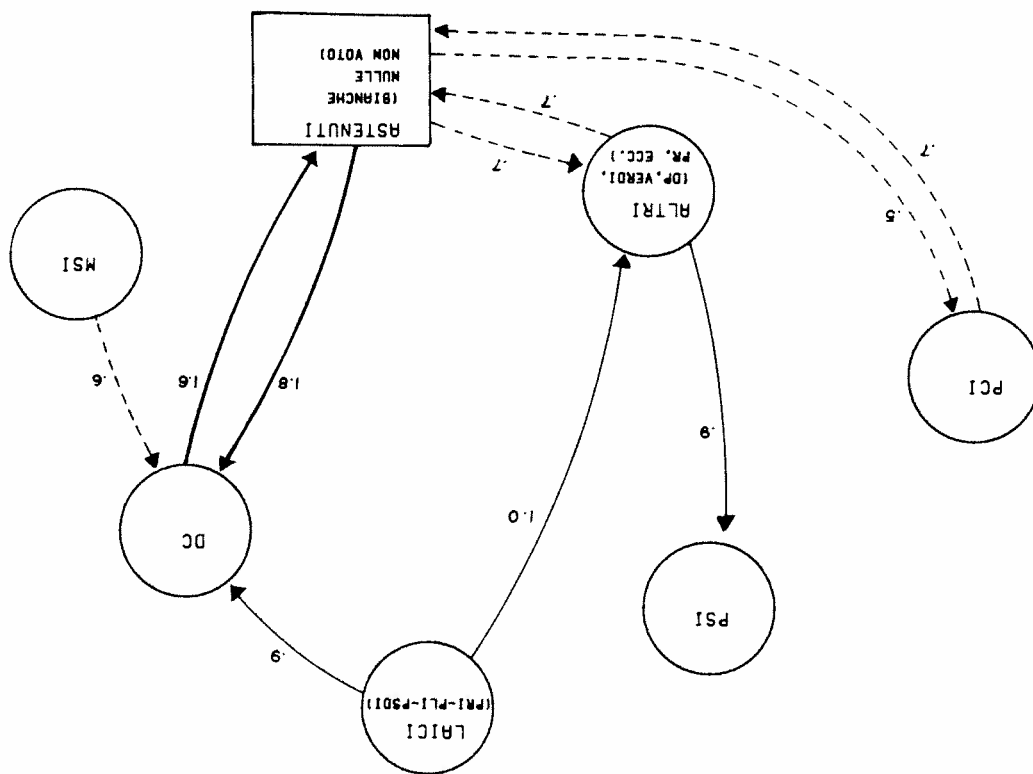 LAICI
(PRI-PLI-PSDI)
.9
PSI
DC
1.0
.9
PCI
1.8
1.6
.6
MSI
.5
.7
ALTRI
(DP,VERDI,
PR, ECC.)
.7
.7
ASTENUTI
(BIANCHE
NULLE
NON VOTO)